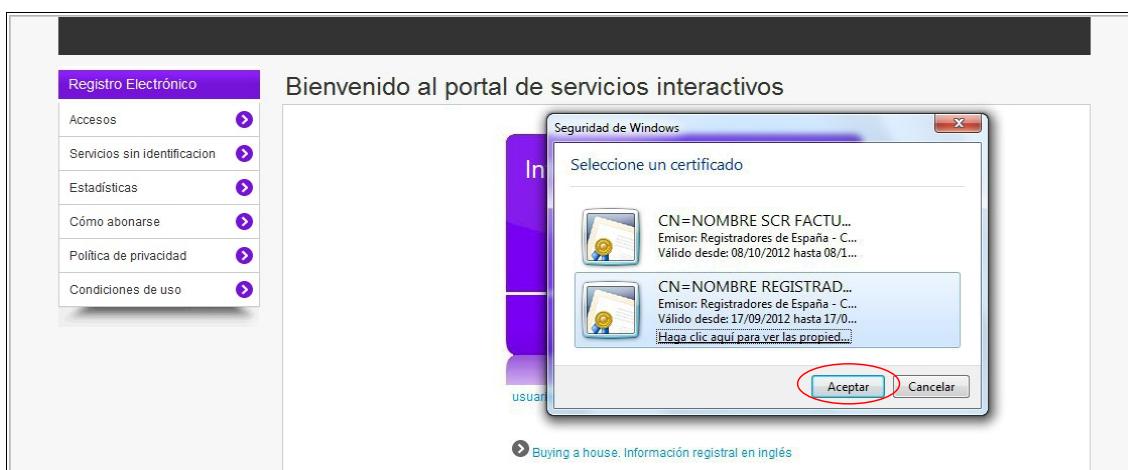 Registro Electrónico
Accesos
Servicios sin identificacion
Estadísticas
Cómo abonarse
Política de privacidad
Condiciones de uso
Bienvenido al portal de servicios interactivos
In
usuar
Seguridad de Windows
Seleccione un certificado
CN=NOMBRE SCR FACTU...
Emisor: Registradores de España - C...
Válido desde: 08/10/2012 hasta 08/1...
CN=NOMBRE REGISTRAD...
Emisor: Registradores de España - C...
Válido desde: 17/09/2012 hasta 17/0...
Haga clic aquí para ver las propied...
Aceptar Cancelar
Buying a house. Información registral en inglés